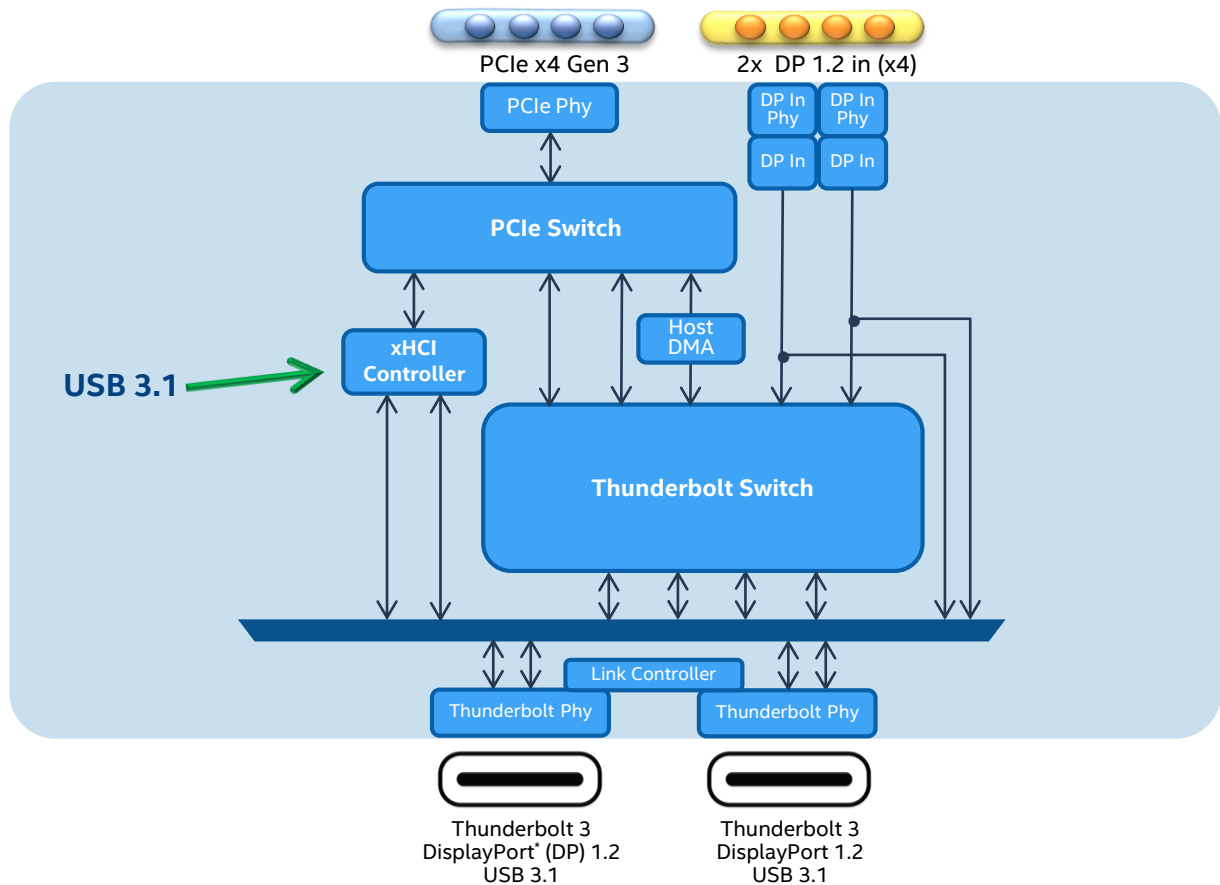 PCIe x4 Gen 3
2x DP 1.2 in (x4)
PCIe Phy
DP In
Phy
DP In
Phy
DP In
DP In
PCIe Switch
Host
DMA
xHCI
Controller
USB 3.1
Thunderbolt Switch
Link Controller
Thunderbolt Phy
Thunderbolt Phy
Thunderbolt 3
DisplayPort* (DP) 1.2
USB 3.1
Thunderbolt 3
DisplayPort 1.2
USB 3.1